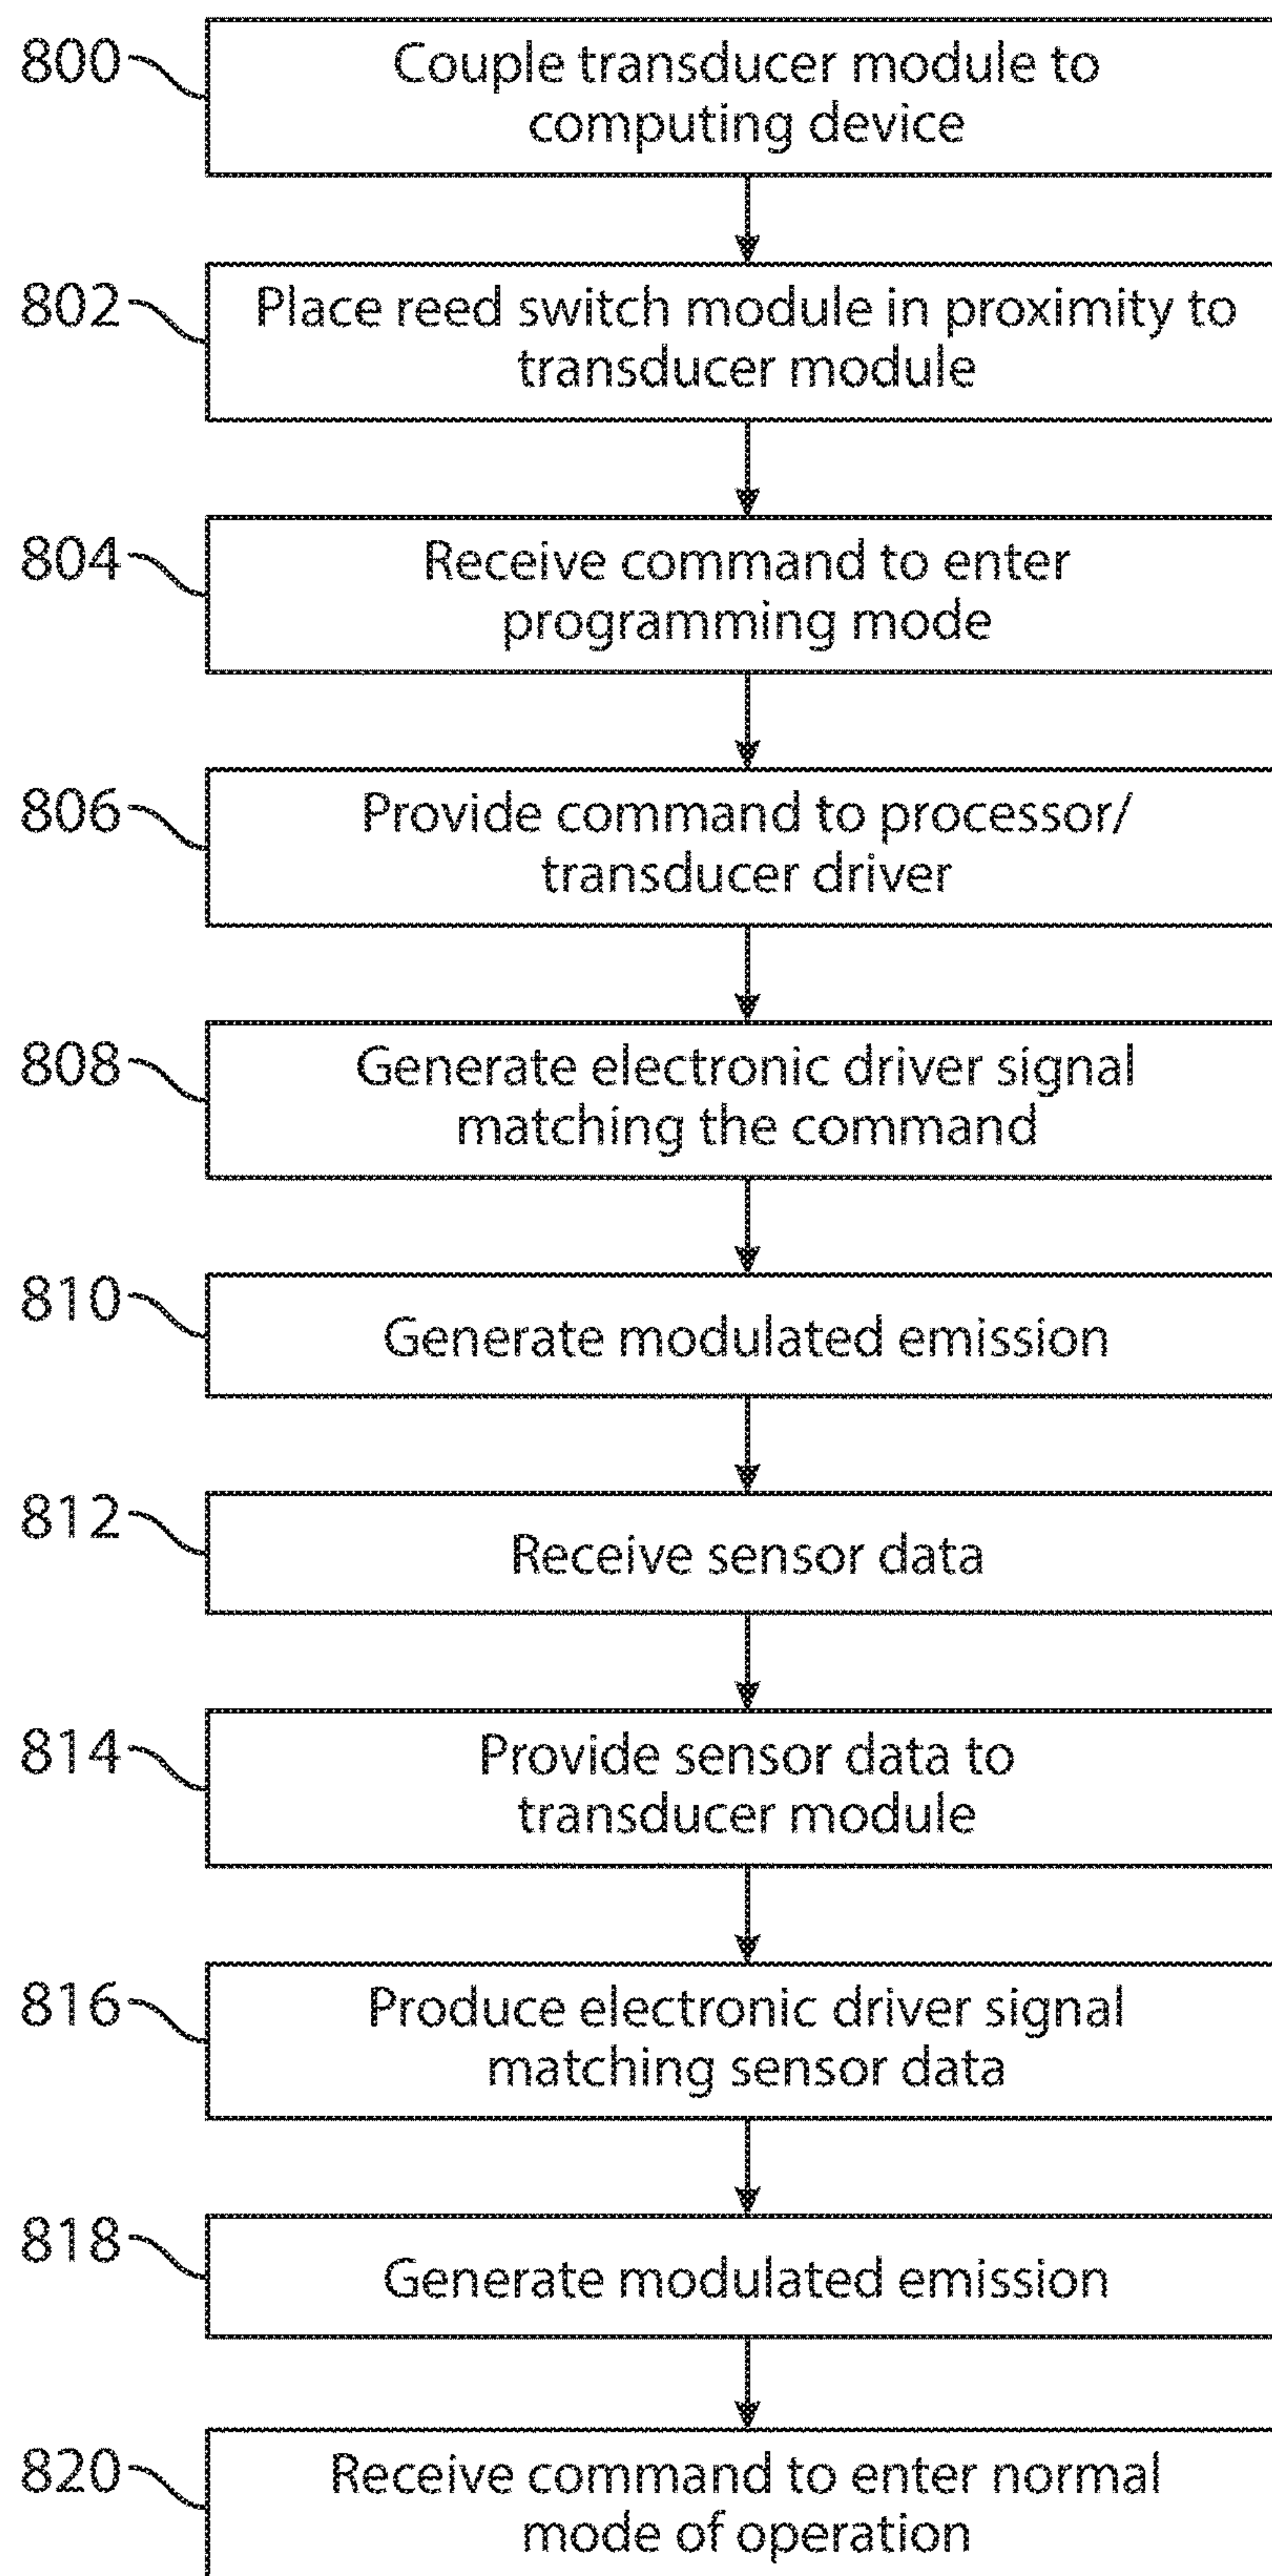 800
Couple transducer module to
computing device
802
Place reed switch module in proximity to
transducer module
804
Receive command to enter
programming mode
806
Provide command to processor/
transducer driver
808
Generate electronic driver signal
matching the command
810
Generate modulated emission
812
Receive sensor data
814
Provide sensor data to
transducer module
816
Produce electronic driver signal
matching sensor data
818
Generate modulated emission
820
Receive command to enter normal
mode of operation